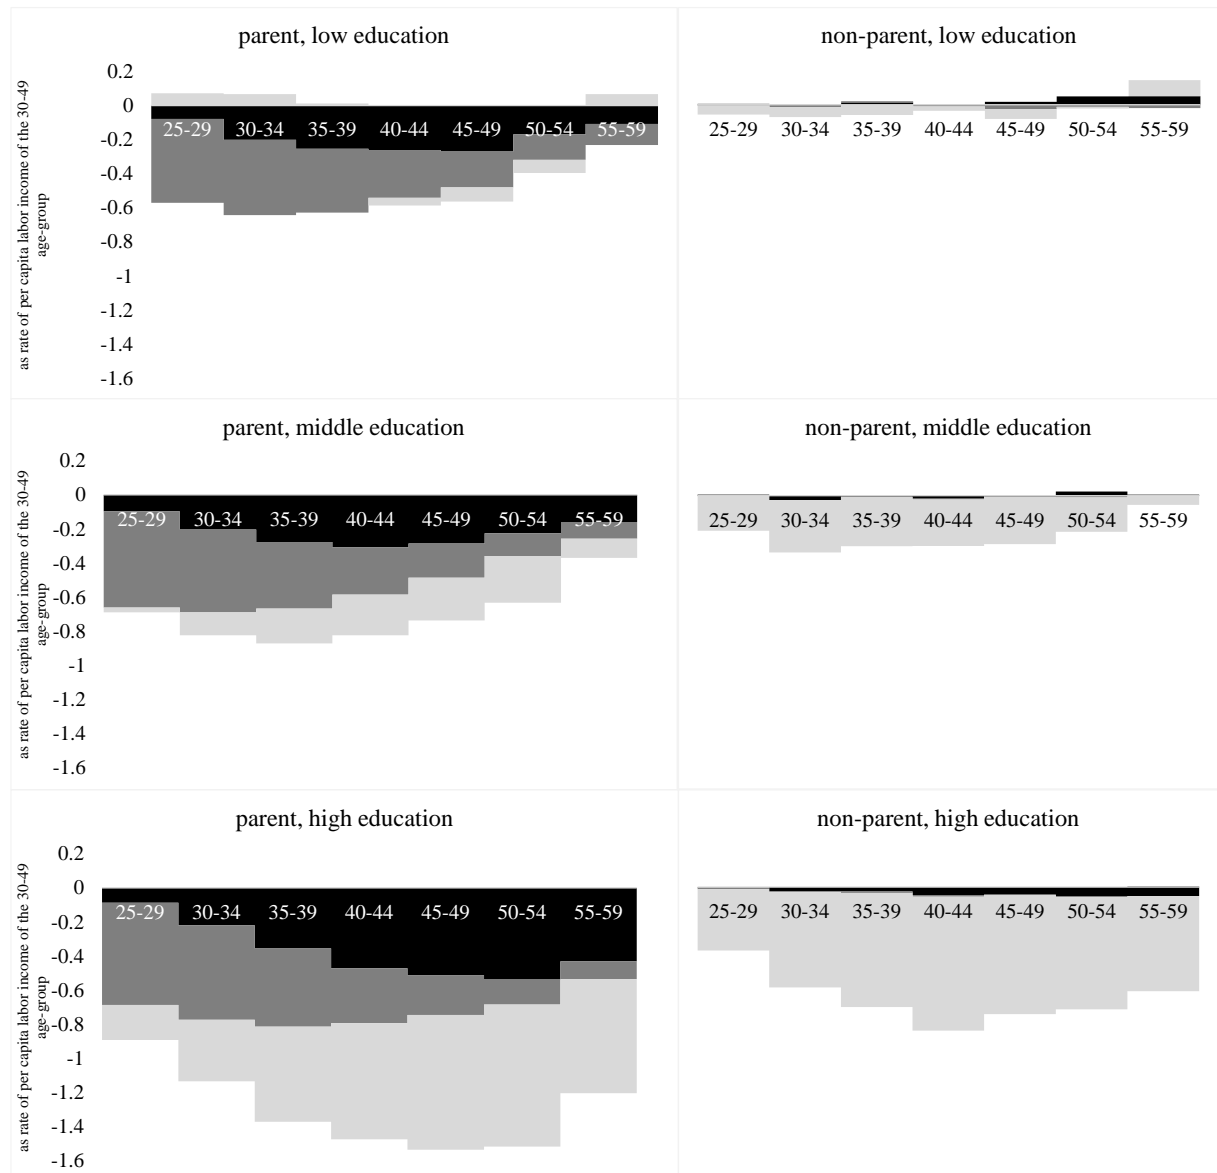 parent, low education
as rate of per capita labor income of the 30-49
age-group
0.2
0
-0.2
-0.4
-0.6
-0.8
-1
-1.2
-1.4
-1.6
25-29 30-34 35-39 40-44 45-49 50-54 55-59
non-parent, low education
25-29 30-34 35-39 40-44 45-49 50-54 55-59
parent, middle education
as rate of per capita labor income of the 30-49
age-group
0.2
0
-0.2
-0.4
-0.6
-0.8
-1
-1.2
-1.4
-1.6
25-29 30-34 35-39 40-44 45-49 50-54 55-59
non-parent, middle education
25-29 30-34 35-39 40-44 45-49 50-54 55-59
parent, high education
as rate of per capita labor income of the 30-49
age-group
0.2
0
-0.2
-0.4
-0.6
-0.8
-1
-1.2
-1.4
-1.6
25-29 30-34 35-39 40-44 45-49 50-54 55-59
non-parent, high education
25-29 30-34 35-39 40-44 45-49 50-54 55-59